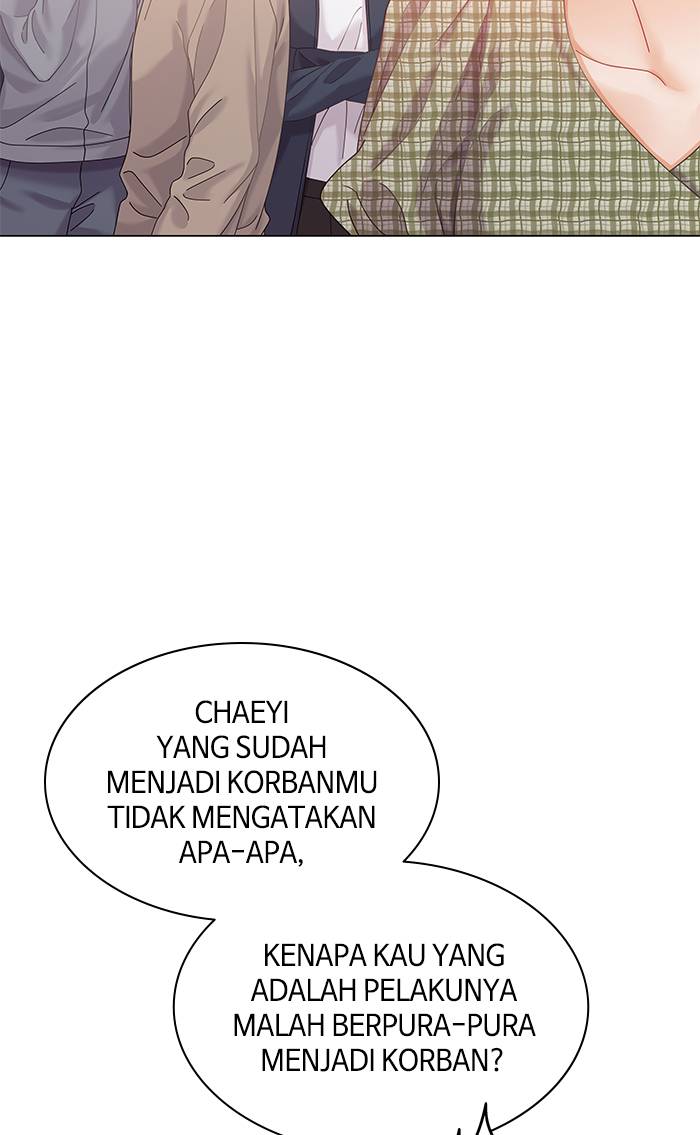 CHAEYI
YANG SUDAH
MENJADI KORBANMU
TIDAK MENGATAKAN
APA-APA,
KENAPA KAU YANG
ADALAH PELAKUNYA
MALAH BERPURA-PURA
MENJADI KORBAN?